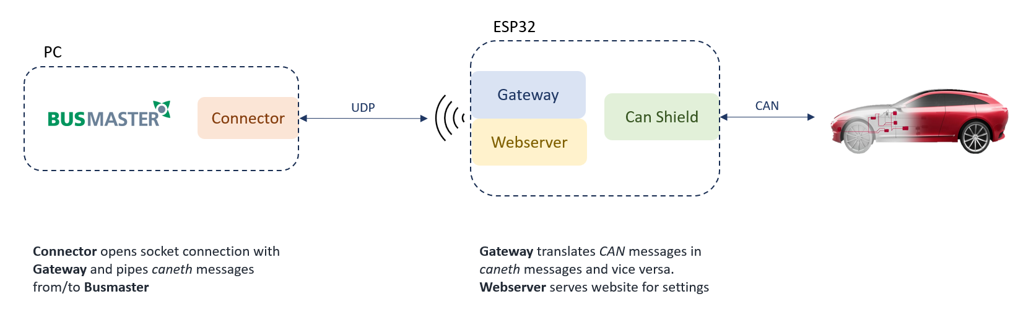 ESP32
PC
BUSMASTER
Connector
UDP
Gateway
Webserver
Can Shield
CAN
Connector opens socket connection with
Gateway and pipes caneth messages
from/to Busmaster
Gateway translates CAN messages in
caneth messages and vice versa.
Webserver serves website for settings